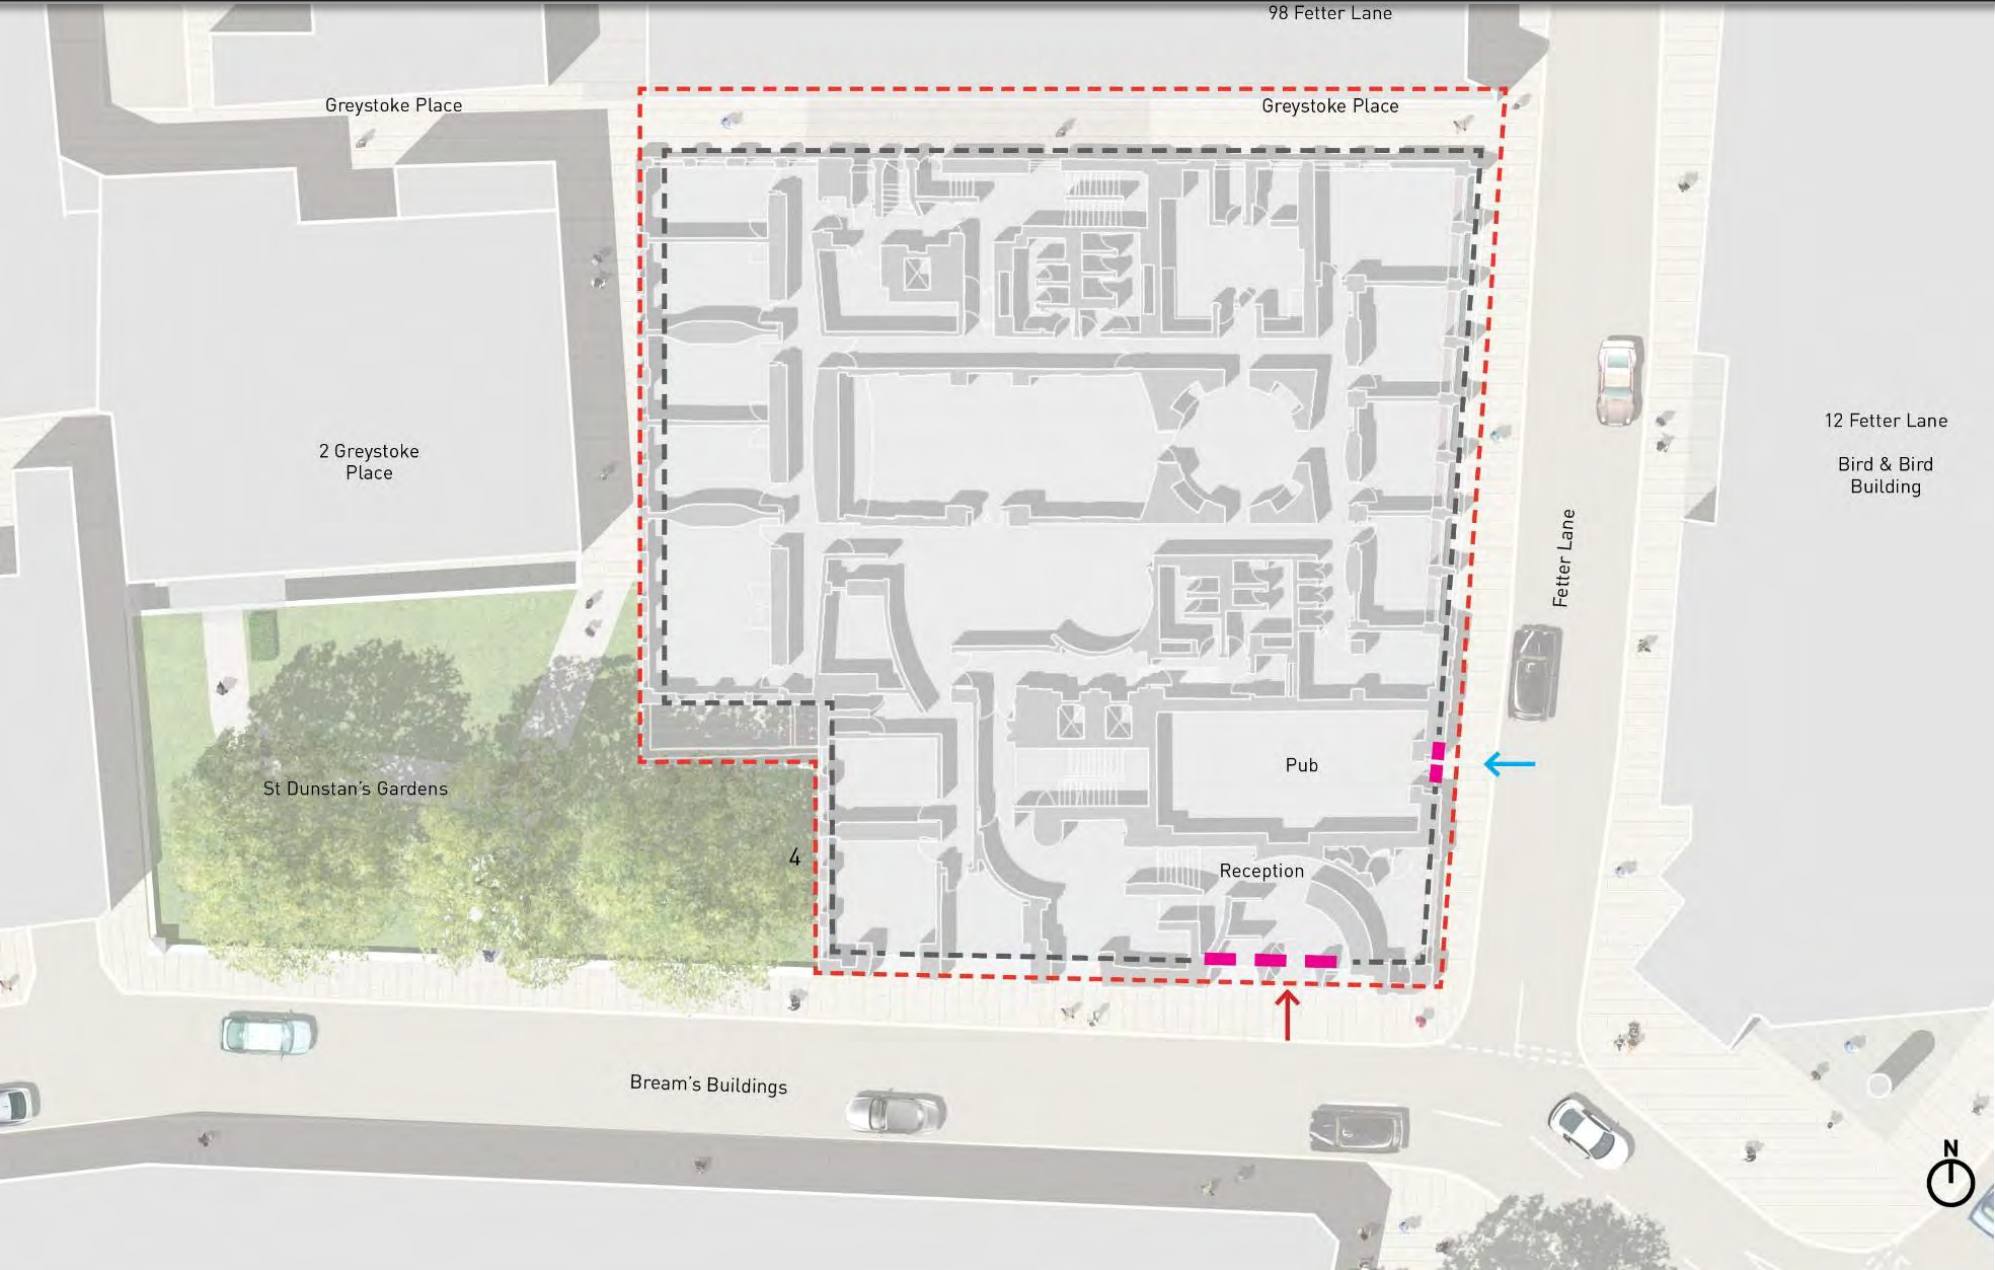 98 Fetter Lane
Greystoke Place
Greystoke Place
12 Fetter Lane
Bird & Bird
Building
2 Greystoke
Place
Fetter Lane
Pub
St Dunstan's Gardens
4
Reception
Bream's Buildings
N